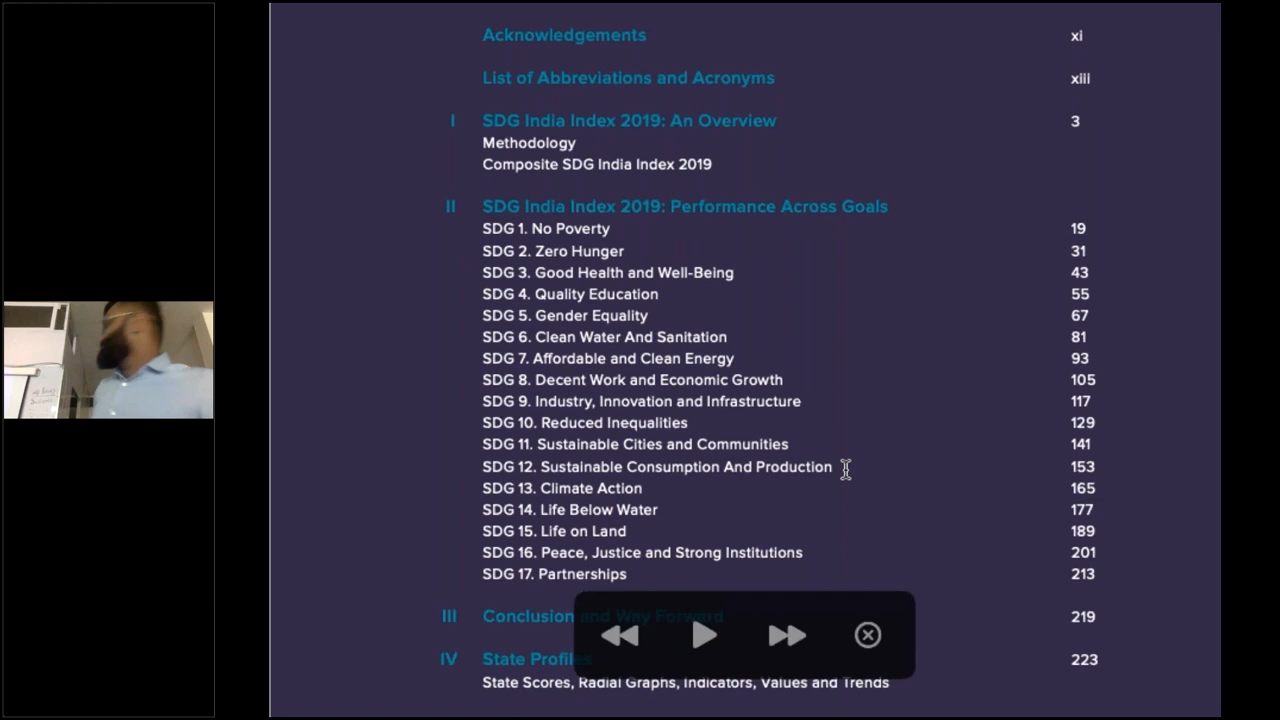 Acknowledgements xi
List of Abbreviations and Acronyms xiii
I SDG India Index 2019: An Overview 3
Methodology
Composite SDG India Index 2019
II SDG India Index 2019: Performance Across Goals
SDG 1. No Poverty 19
SDG 2. Zero Hunger 31
SDG 3. Good Health and Well-Being 43
SDG 4. Quality Education 55
SDG 5. Gender Equality 67
SDG 6. Clean Water And Sanitation 81
SDG 7. Affordable and Clean Energy 93
SDG 8. Decent Work and Economic Growth 105
SDG 9. Industry, Innovation and Infrastructure 117
SDG 10. Reduced Inequalities 129
SDG 11. Sustainable Cities and Communities 141
SDG 12. Sustainable Consumption And Production 153
SDG 13. Climate Action 165
SDG 14. Life Below Water 177
SDG 15. Life on Land 189
SDG 16. Peace, Justice and Strong Institutions 201
SDG 17. Partnerships 213
III Conclusion and Way Forward 219
IV State Profiles 223
State Scores, Radial Graphs, Indicators, Values and Trends